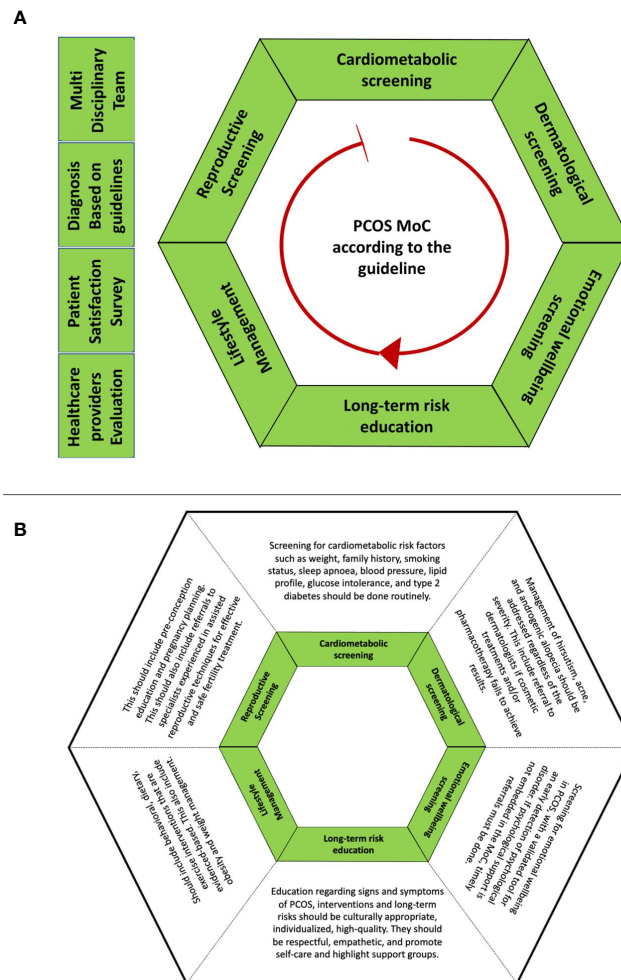 A
Multi
Disciplinary
Team
Diagnosis
Based on
guidelines
Patient
Satisfaction
Survey
Healthcare
providers
Evaluation
Cardiometabolic
screening
Dermatological
screening
Emotional wellbeing
screening
Long-term risk
education
Lifestyle
Management
Reproductive
Screening
PCOS MoC
according to the
guideline
B
Screening for cardiometabolic risk factors
such as weight, family history, smoking
status, sleep apnoea, blood pressure, lipid
profile, glucose intolerance, and type 2
diabetes should be done routinely.
Management of hirsutism, acne,
and androgenic alopecia should be
addressed regardless of the
severity. This include referral to
dermatologists if cosmetic
treatments and/or
pharmacotherapy fails to achieve
results.
Screening for emotional wellbeing
in PCOS, with a validated tool for
an early detection of psychological
disorder. If psychological support is
not embedded in the MoC, timely
referrals must be done.
Education regarding signs and symptoms
of PCOS, interventions and long-term
risks should be culturally appropriate,
individualized, high-quality. They should
be respectful, empathetic, and promote
self-care and highlight support groups.
Should include behavioral, dietary,
exercise interventions that are
evidenced-based. This also include
obesity and weight management.
This should include pre-conception
education and pregnancy planning.
This should also include referrals to
specialists experienced in assisted
reproductive techniques for effective
and safe fertility treatment.
Cardiometabolic
screening
Dermatological
screening
Emotional wellbeing
screening
Long-term risk
education
Lifestyle
Management
Reproductive
Screening